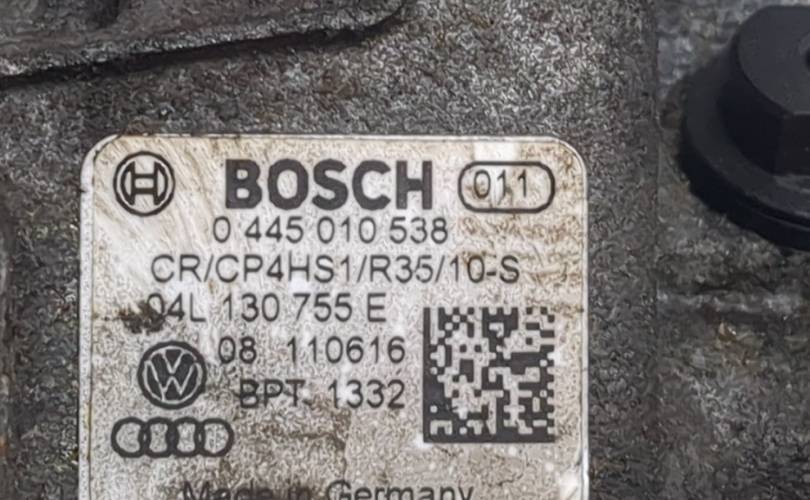 BOSCH 011
0 445 010 538
CR/CP4HS1/R35/10-S
04L 130 755 E
08 110616
BPT. 1332
Made in Germany